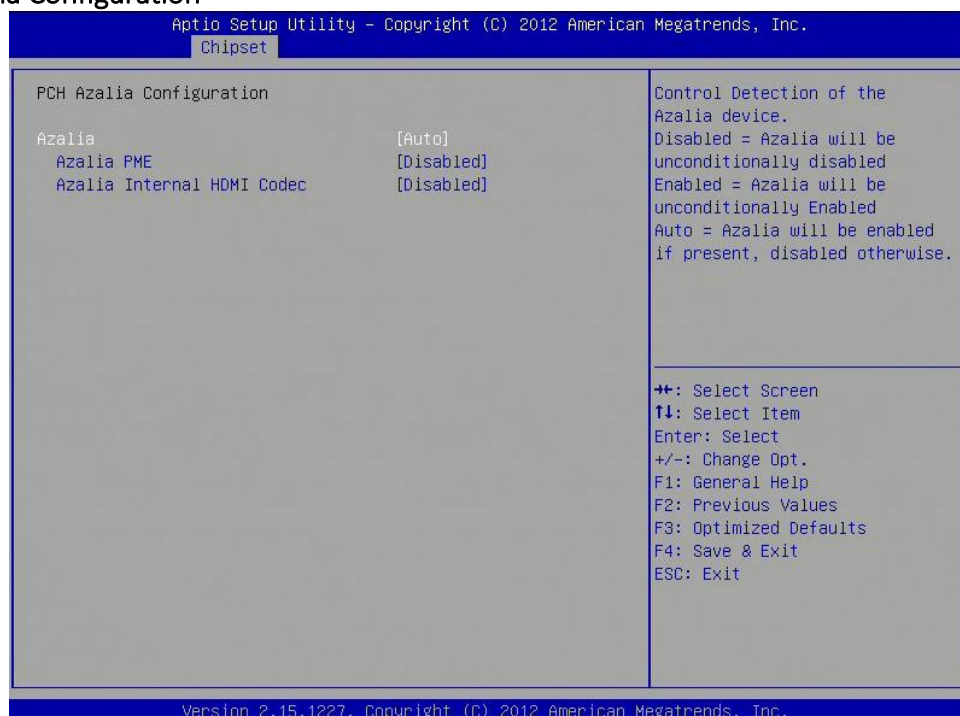 Configuration
Aptio Setup Utility – Copyright (C) 2012 American Megatrends, Inc.
Chipset
PCH Azalia Configuration
Azalia [Auto]
Azalia PME [Disabled]
Azalia Internal HDMI Codec [Disabled]
Control Detection of the
Azalia device.
Disabled = Azalia will be
unconditionally disabled
Enabled = Azalia will be
unconditionally Enabled
Auto = Azalia will be enabled
if present, disabled otherwise.
→←: Select Screen
↑↓: Select Item
Enter: Select
+/-: Change Opt.
F1: General Help
F2: Previous Values
F3: Optimized Defaults
F4: Save & Exit
ESC: Exit
Version 2.15.1227. Copyright (C) 2012 American Megatrends, Inc.